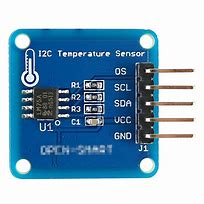 I2C Temperature Sensor
OS
R1
SCL
R2
SDA
R3
VCC
U1
C1
GND
OPEN-SMART
J1